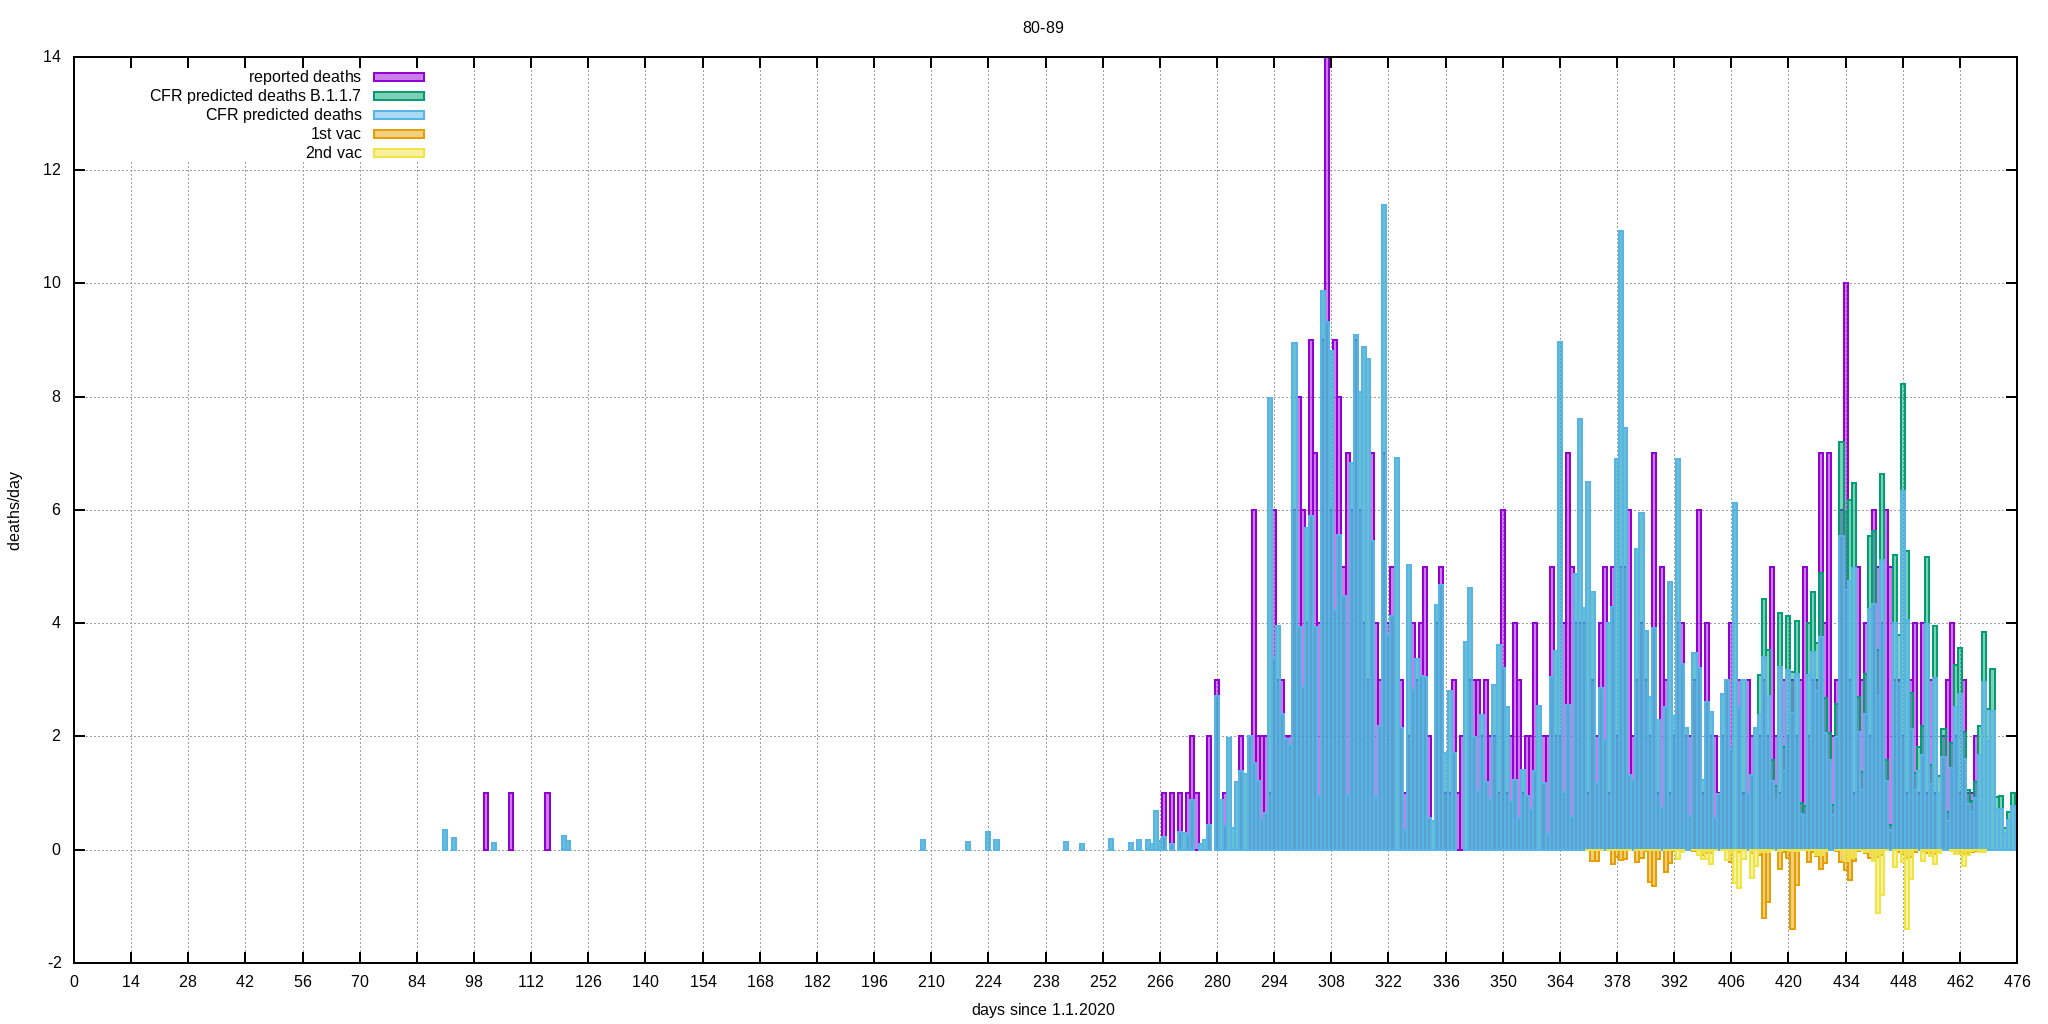 80-89
reported deaths
CFR predicted deaths B.1.1.7
CFR predicted deaths
1st vac
2nd vac
14
12
10
8
6
4
2
0
-2
deaths/day
0 14 28 42 56 70 84 98 112 126 140 154 168 182 196 210 224 238 252 266 280 294 308 322 336 350 364 378 392 406 420 434 448 462 476
days since 1.1.2020